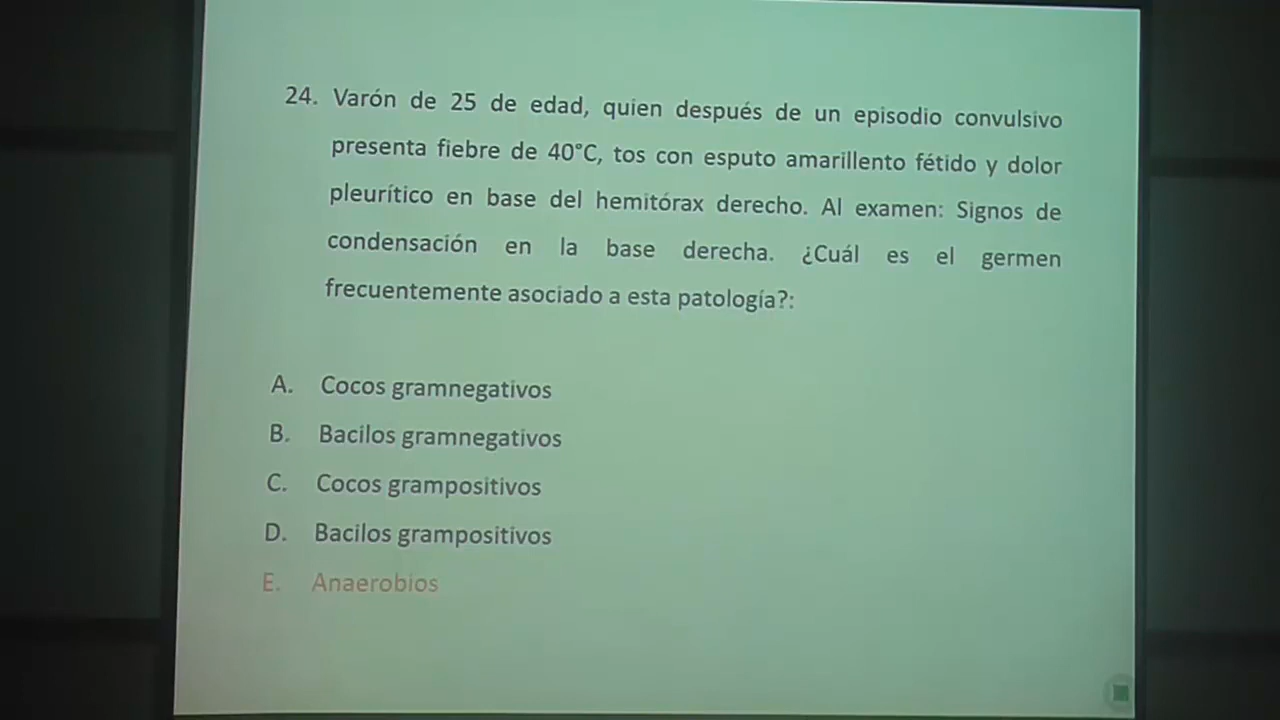 24. Varón de 25 de edad, quien después de un episodio convulsivo
presenta fiebre de 40°C, tos con esputo amarillento fétido y dolor
pleurítico en base del hemitórax derecho. Al examen: Signos de
condensación en la base derecha. ¿Cuál es el germen
frecuentemente asociado a esta patología?:
A. Cocos gramnegativos
B. Bacilos gramnegativos
C. Cocos grampositivos
D. Bacilos grampositivos
E. Anaerobios